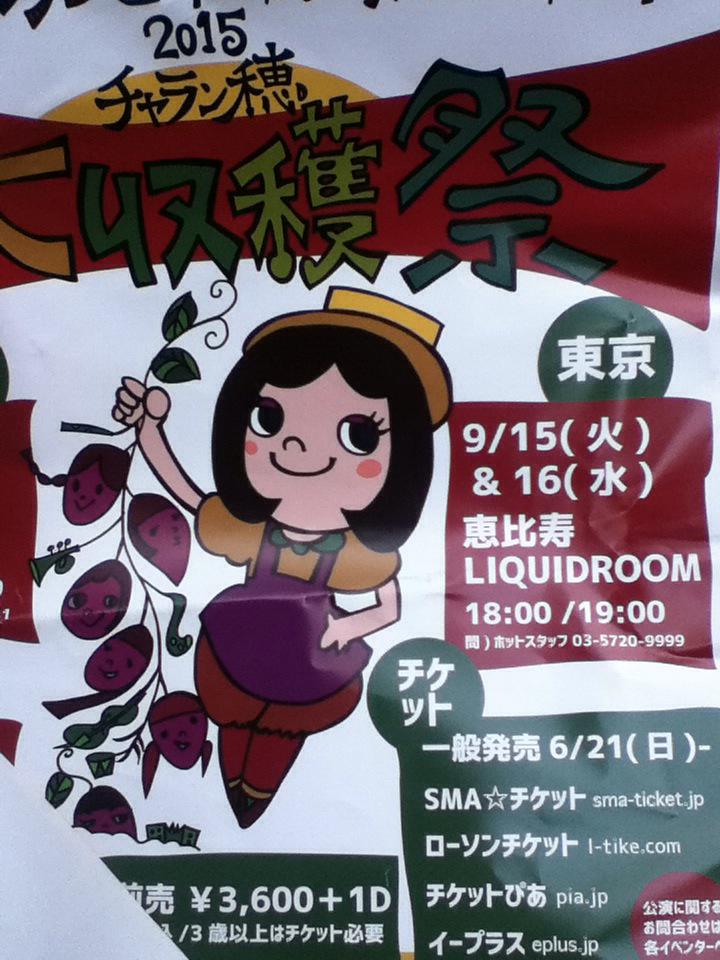 2015
チャラン穂。
収穫祭
東京
9/15(火)
& 16(水)
恵比寿
LIQUIDROOM
18:00 /19:00
問)ホットスタッフ 03-5720-9999
チケ
ット
一般発売 6/21(日)-
SMA☆チケット sma-ticket.jp
ローソンチケット l-tike.com
チケットぴあ pia.jp
イープラス eplus.jp
前売 ¥3,600+1D
/3歳以上はチケット必要
公演に関する
お問合わせは
各イベンターへ